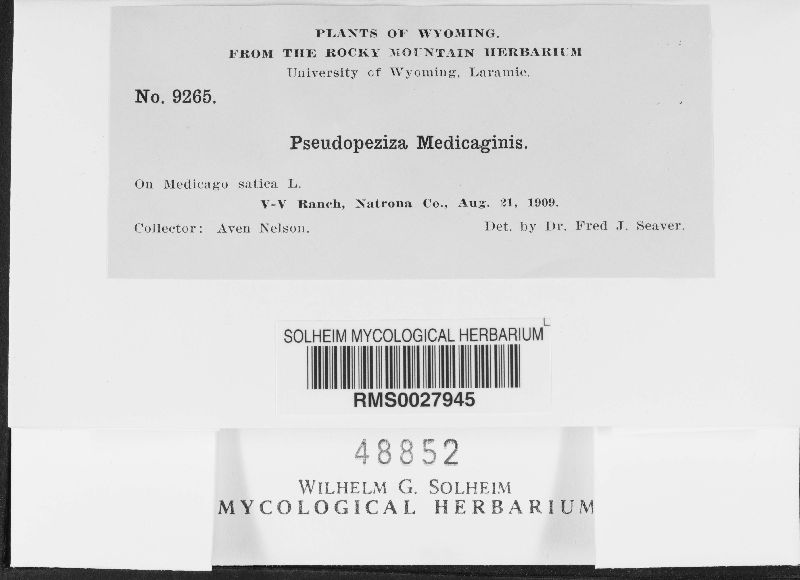 PLANTS OF WYOMING.
FROM THE ROCKY MOUNTAIN HERBARIUM
University of Wyoming, Laramie.
No. 9265.
Pseudopeziza Medicaginis.
On Medicago satica L.
V-V Ranch, Natrona Co., Aug. 21, 1909.
Collector: Aven Nelson. Det. by Dr. Fred J. Seaver.
L
SOLHEIM MYCOLOGICAL HERBARIUM
RMS0027945
48852
WILHELM G. SOLHEIM
MYCOLOGICAL HERBARIUM